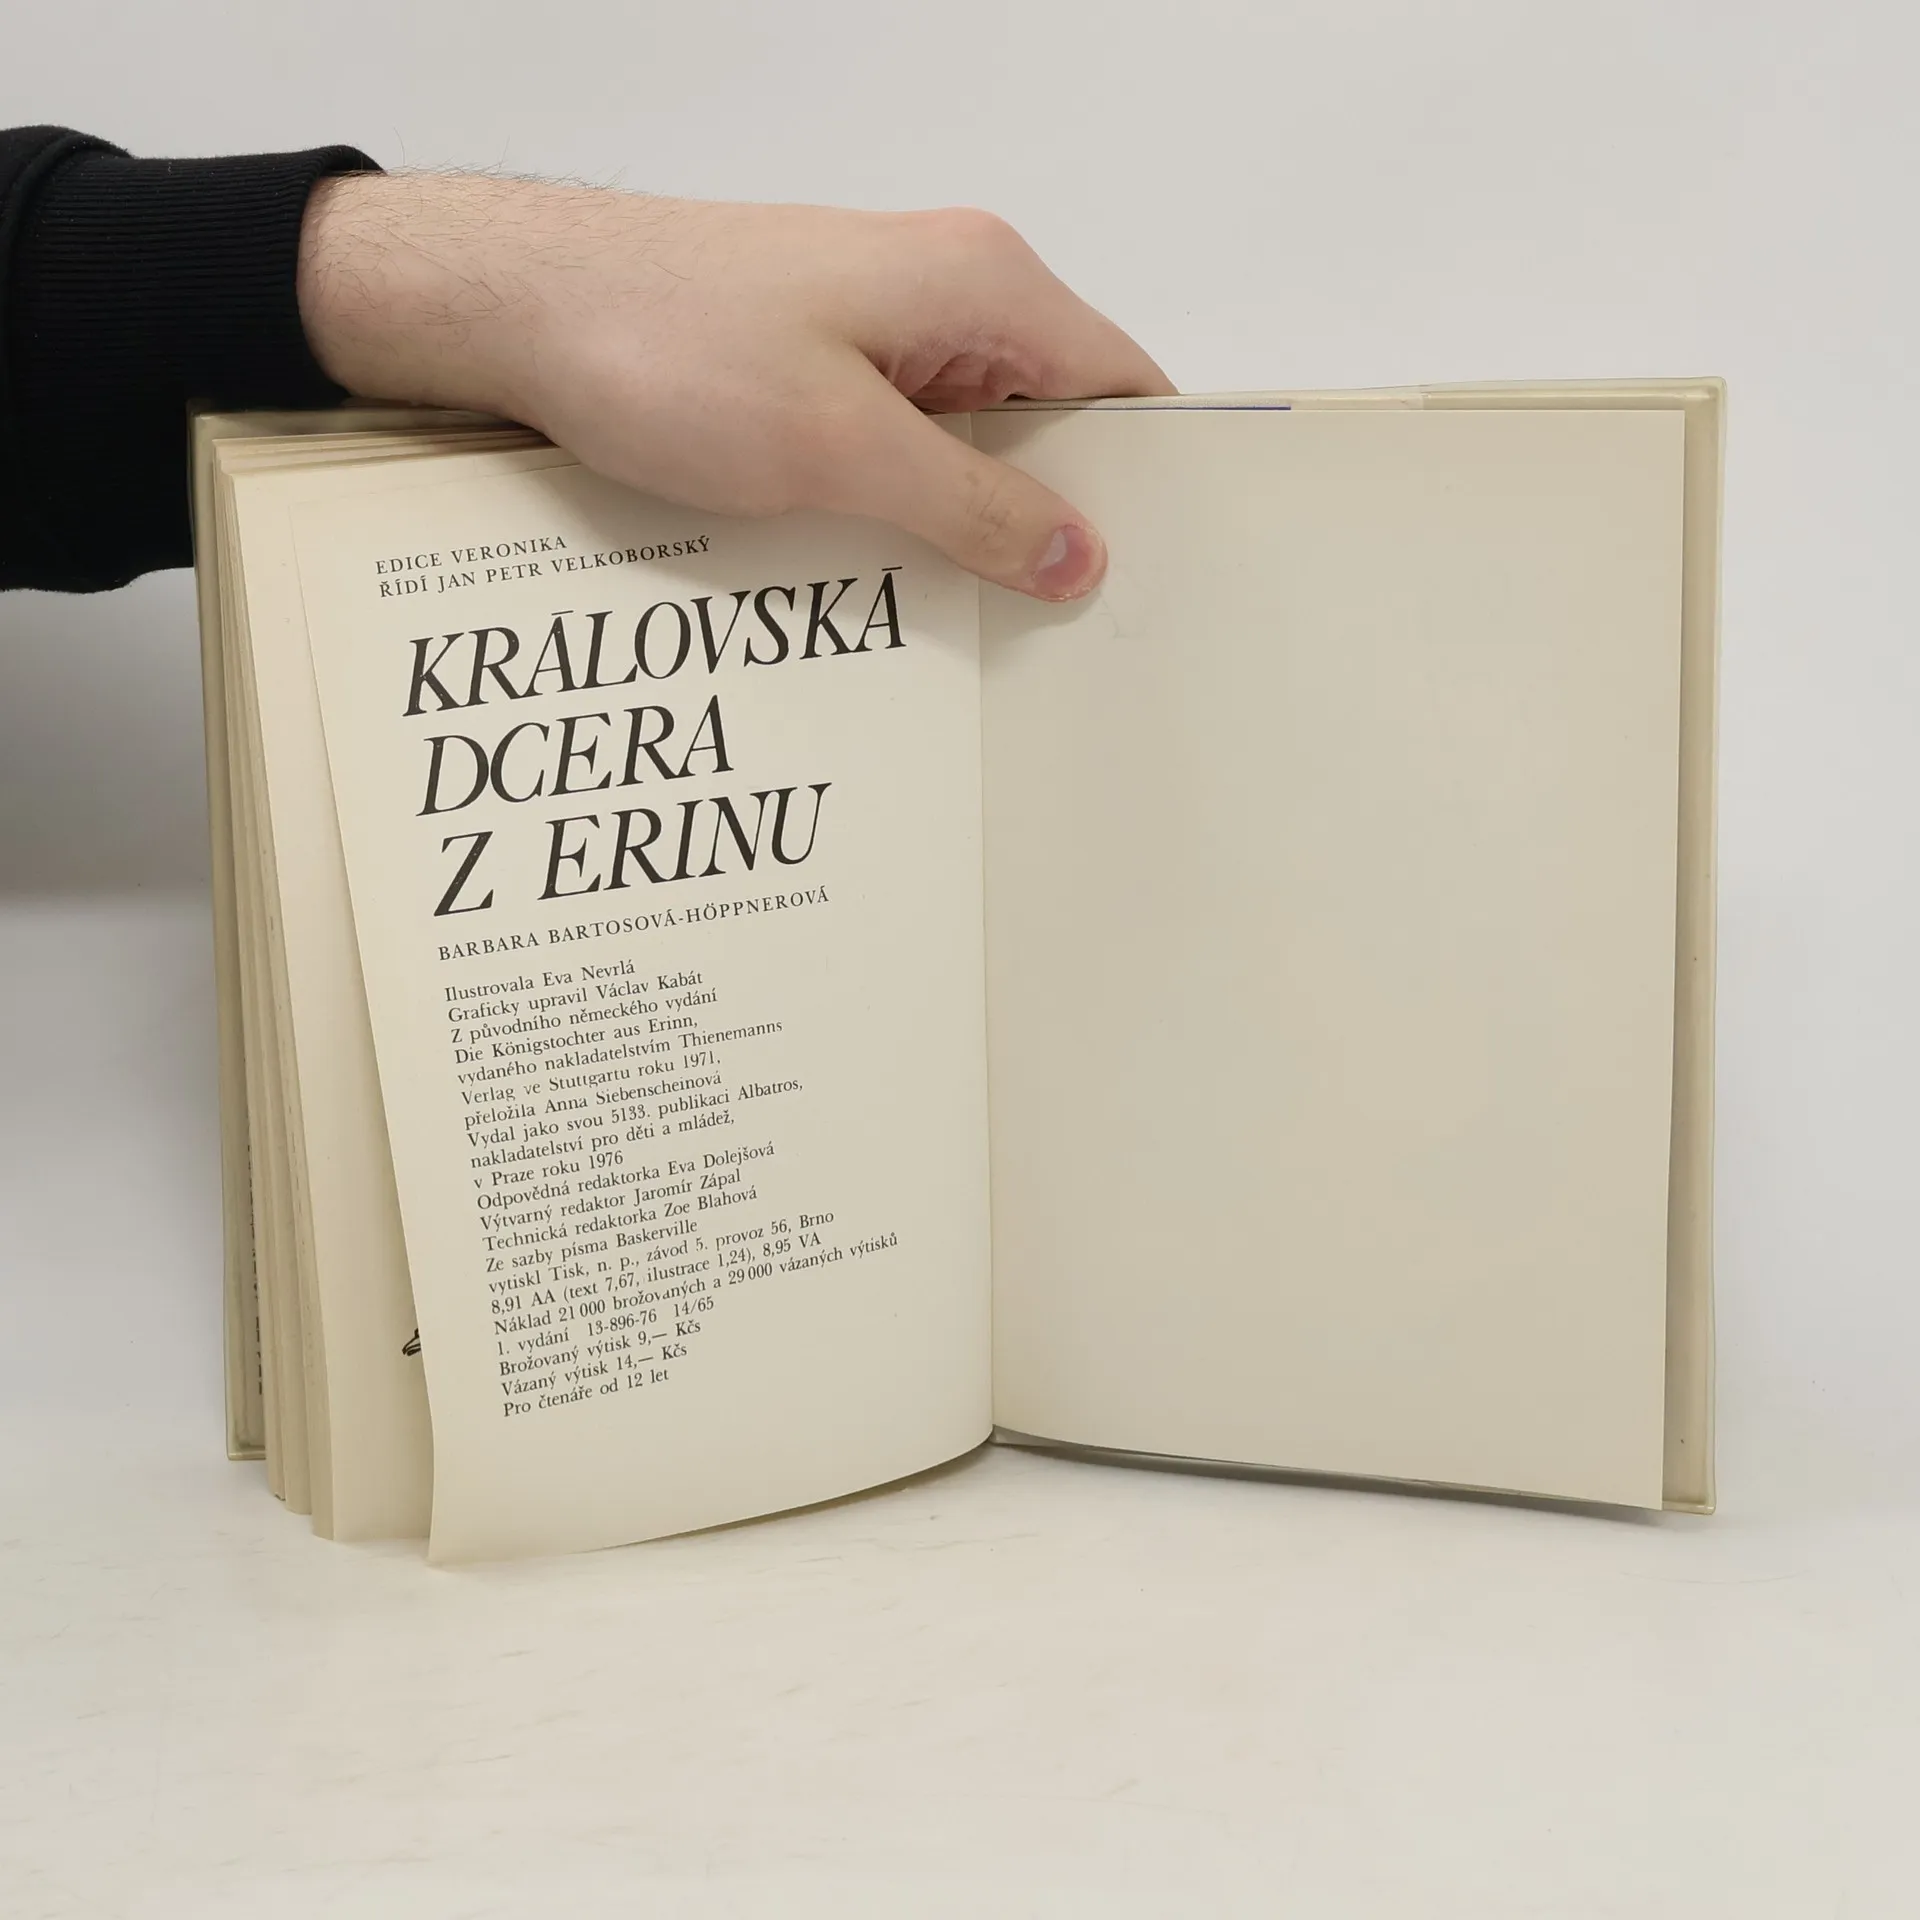 EDICE VERONIKA
ŘÍDÍ JAN PETR VELKOBORSKÝ
KRÁLOVSKÁ
DCERA
Z ERINU
BARBARA BARTOSOVÁ-HÖPPNEROVÁ
Ilustrovala Eva Nevrlá
Graficky upravil Václav Kabát
Z původního německého vydání
Die Königstochter aus Erinn,
vydaného nakladatelstvím Thienemanns
Verlag ve Stuttgartu roku 1971,
přeložila Anna Siebenscheinová
Vydal jako svou 5133. publikaci Albatros,
nakladatelství pro děti a mládež,
v Praze roku 1976
Odpovědná redaktorka Eva Dolejšová
Výtvarný redaktor Jaromír Zápal
Technická redaktorka Zoe Blahová
Ze sazby písma Baskerville
vytiskl Tisk, n. p., závod 5. provoz 56, Brno
8,91 AA (text 7,67, ilustrace 1,24), 8,95 VA
Náklad 21 000 brožovaných a 29 000 vázaných výtisků
1. vydání 13-896-76 14/65
Brožovaný výtisk 9,— Kčs
Vázaný výtisk 14,— Kčs
Pro čtenáře od 12 let